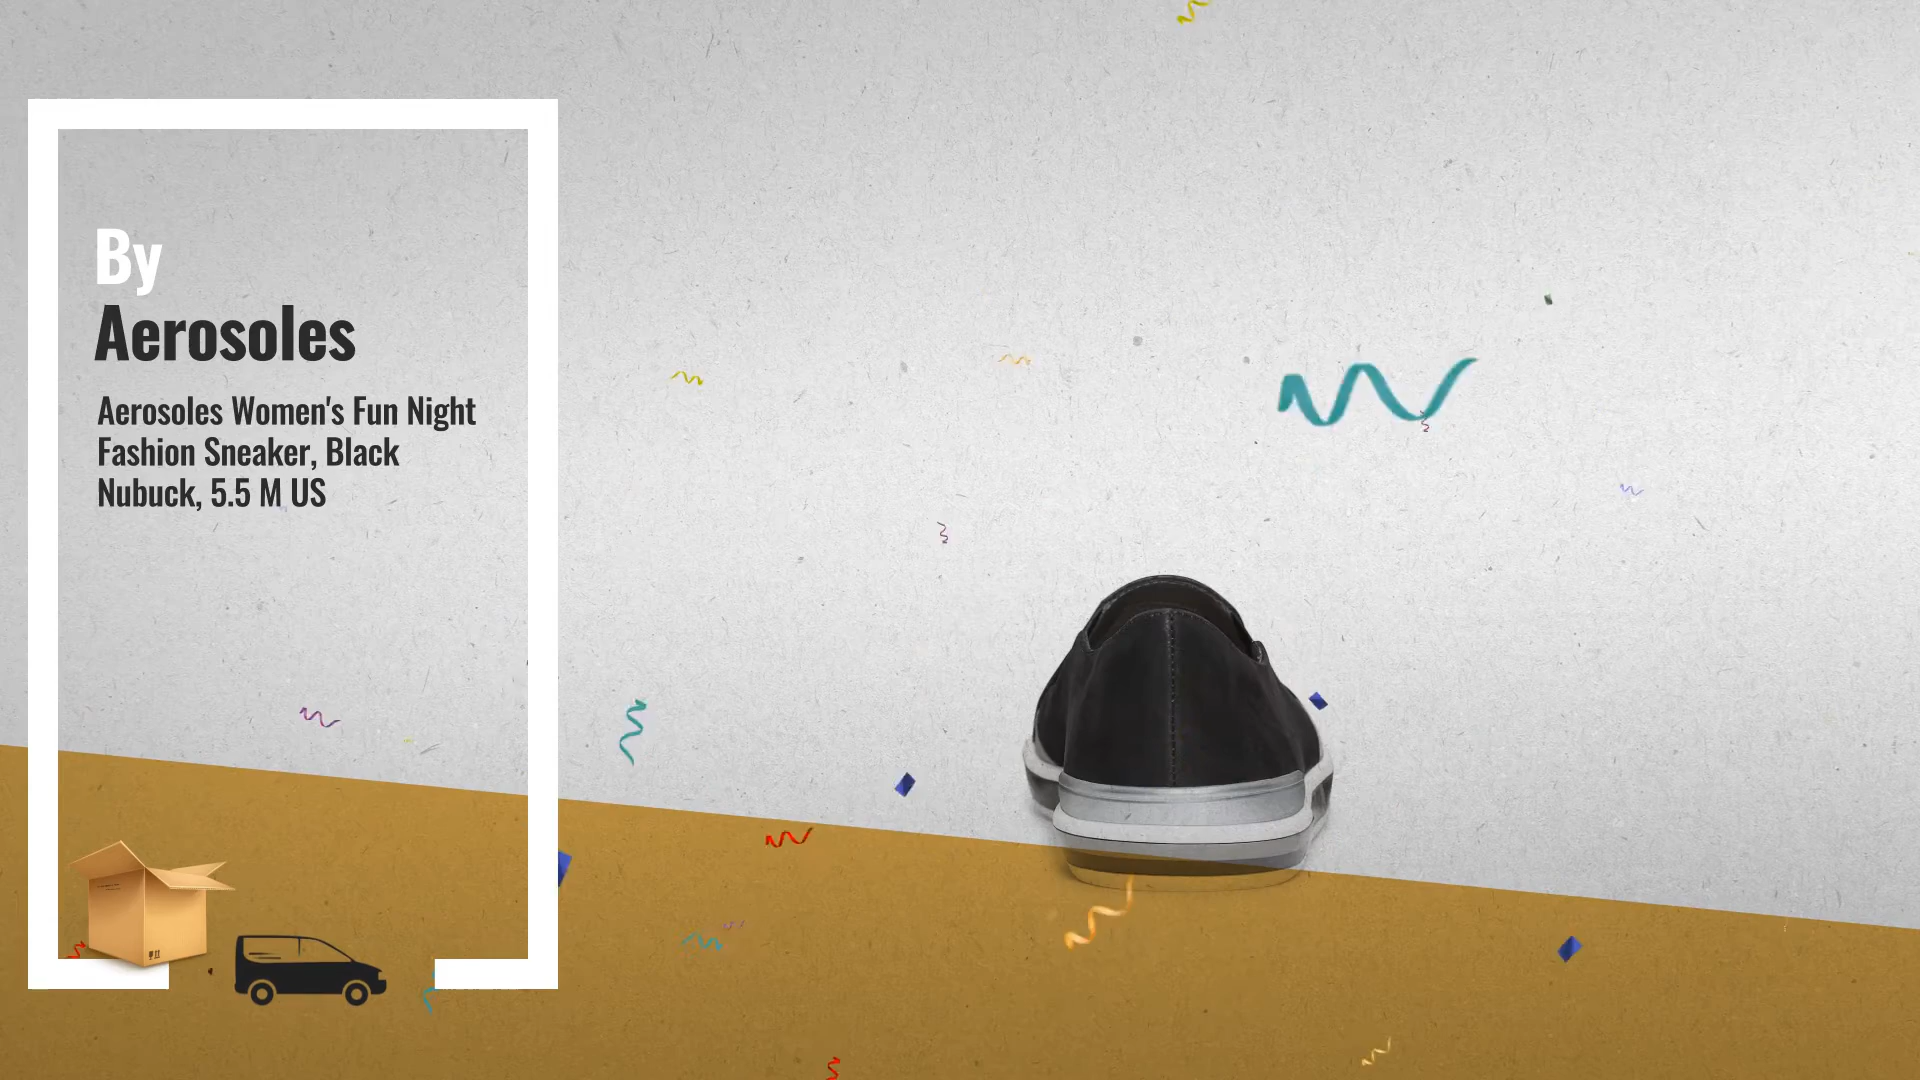 By
Aerosoles
Aerosoles Women's Fun Night
Fashion Sneaker, Black
Nubuck, 5.5 M US